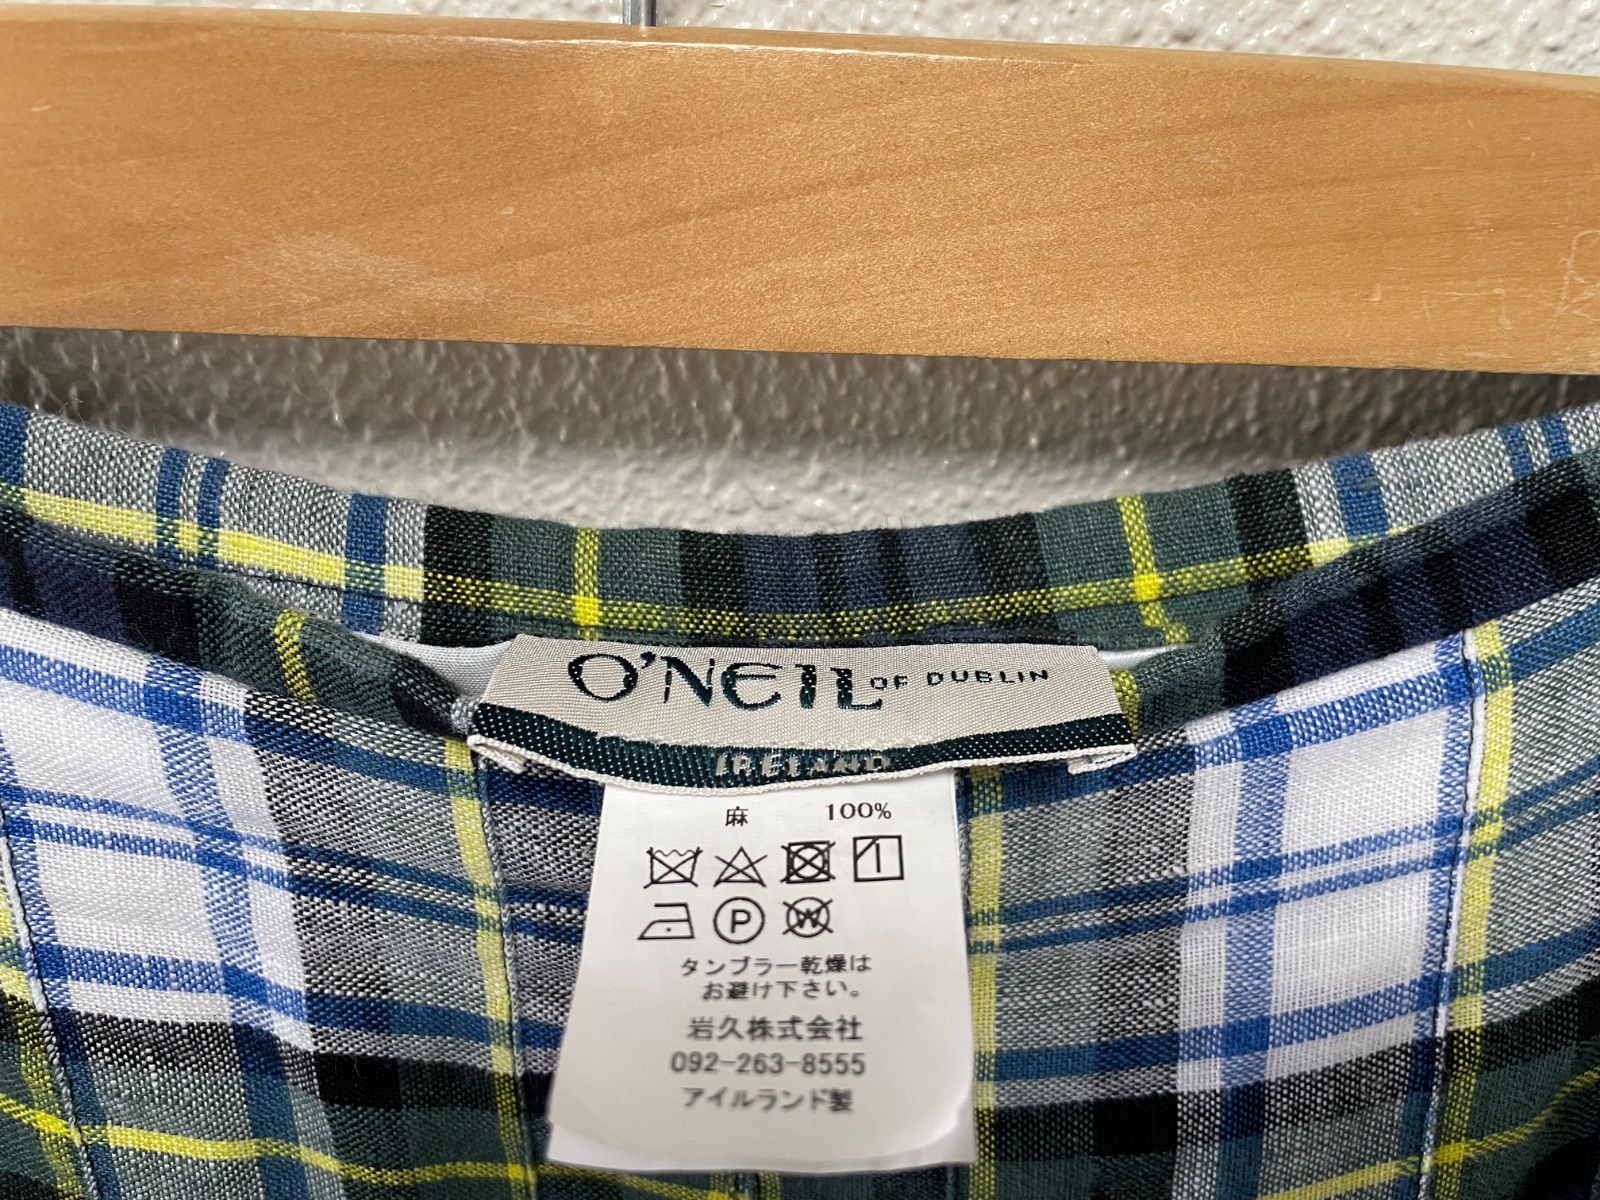 O'NEIL OF DUBLIN
IRELAND
麻 100%
P W
タンブラー乾燥は
お避け下さい。
岩久株式会社
092-263-8555
アイルランド製